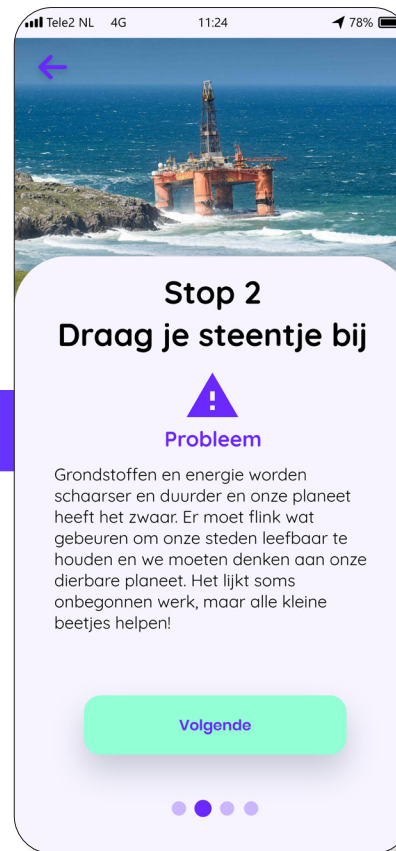 Tele2 NL 4G 11:24 78%
Stop 2
Draag je steentje bij
Probleem
Grondstoffen en energie worden
schaarser en duurder en onze planeet
heeft het zwaar. Er moet flink wat
gebeuren om onze steden leefbaar te
houden en we moeten denken aan onze
dierbare planeet. Het lijkt soms
onbegonnen werk, maar alle kleine
beetjes helpen!
Volgende